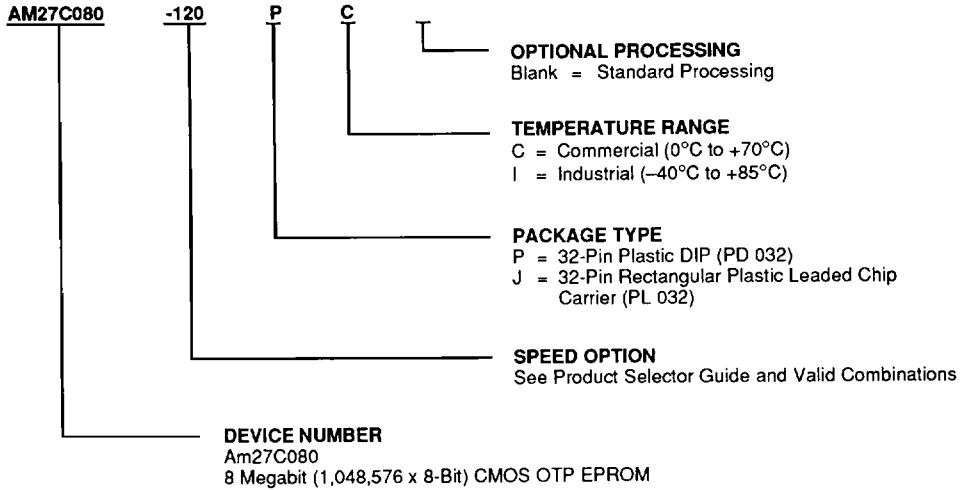 AM27C080 -120 P C
OPTIONAL PROCESSING
Blank = Standard Processing
TEMPERATURE RANGE
C = Commercial (0°C to +70°C)
I = Industrial (–40°C to +85°C)
PACKAGE TYPE
P = 32-Pin Plastic DIP (PD 032)
J = 32-Pin Rectangular Plastic Leaded Chip
Carrier (PL 032)
SPEED OPTION
See Product Selector Guide and Valid Combinations
DEVICE NUMBER
Am27C080
8 Megabit (1,048,576 x 8-Bit) CMOS OTP EPROM